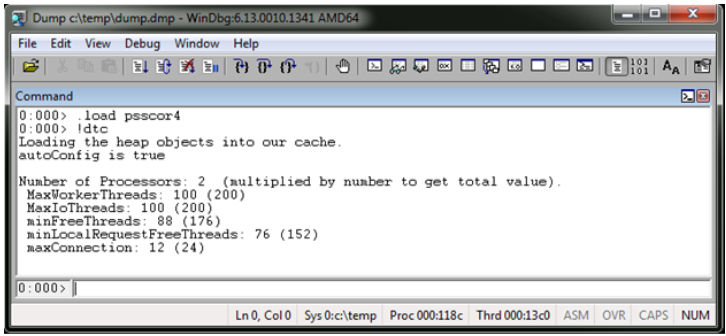 Dump c:\temp\dump.dmp - WinDbg:6.13.0010.1341 AMD64
File Edit View Debug Window Help
101
101
A A
Command
0:000> .load psscor4
0:000> !dtc
Loading the heap objects into our cache.
autoConfig is true
Number of Processors: 2 (multiplied by number to get total value).
MaxWorkerThreads: 100 (200)
MaxIoThreads: 100 (200)
minFreeThreads: 88 (176)
minLocalRequestFreeThreads: 76 (152)
maxConnection: 12 (24)
0:000>
Ln 0, Col 0 Sys 0:c:\temp Proc 000:118c Thrd 000:13c0 ASM OVR CAPS NUM